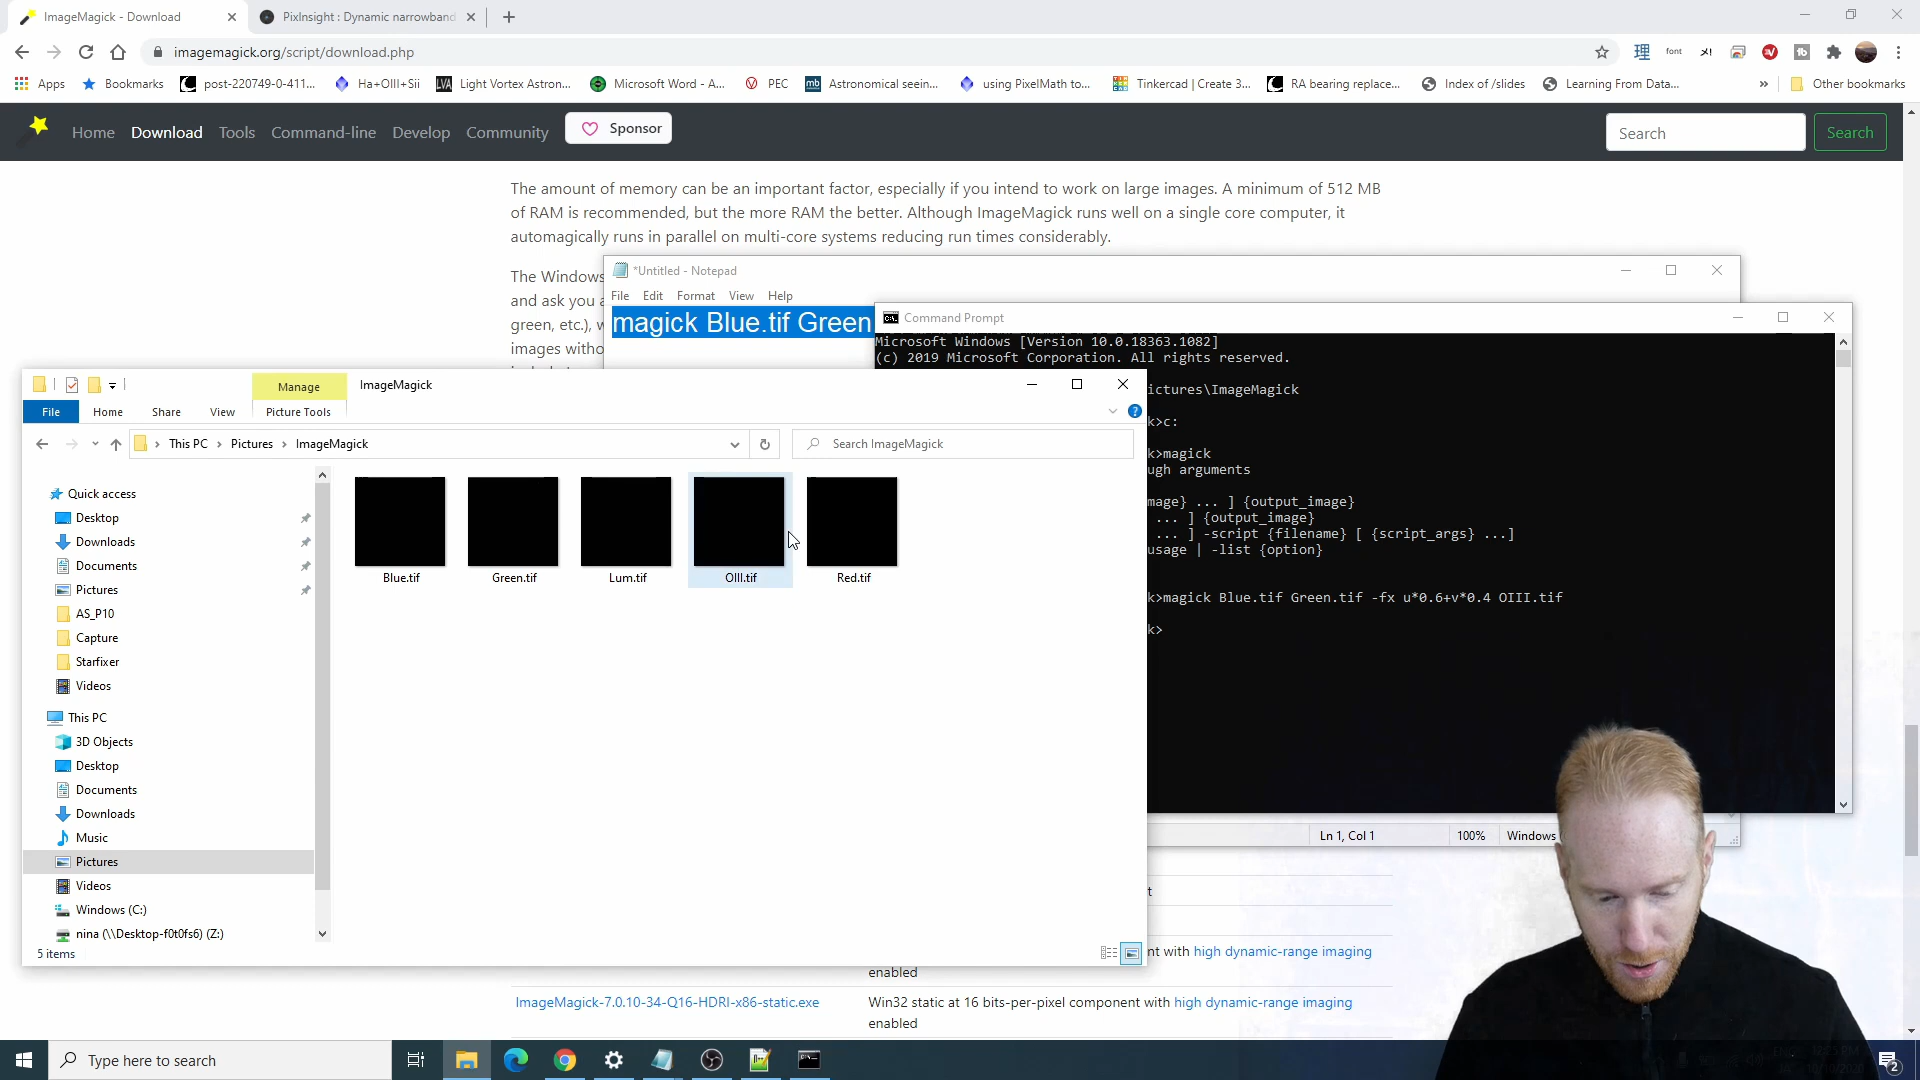 ImageMagick - Download
PixInsight : Dynamic narrowband
imagemagick.org/script/download.php
font
Apps
Bookmarks
post-220749-0-411...
Ha+OIII+Sii
Light Vortex Astron...
Microsoft Word - A...
PEC
Astronomical seein...
using PixelMath to...
Tinkercad | Create 3...
RA bearing replace...
Index of /slides
Learning From Data...
»
Other bookmarks
Home
Download
Tools
Command-line
Develop
Community
Sponsor
Search
Search
The amount of memory can be an important factor, especially if you intend to work on large images. A minimum of 512 MB
of RAM is recommended, but the more RAM the better. Although ImageMagick runs well on a single core computer, it
automagically runs in parallel on multi-core systems reducing run times considerably.
The Windows
and ask you a
green, etc.), w
images witho
*Untitled - Notepad
File Edit Format View Help
magick Blue.tif Green
Command Prompt
Microsoft Windows [Version 10.0.18363.1082]
(c) 2019 Microsoft Corporation. All rights reserved.
ictures\ImageMagick
k>c:
k>magick
ugh arguments
mage} ... ] {output_image}
... ] {output_image}
... ] -script {filename} [ {script_args} ...]
usage | -list {option}
k>magick Blue.tif Green.tif -fx u*0.6+v*0.4 OIII.tif
k>
Manage
ImageMagick
File
Home
Share
View
Picture Tools
This PC
Pictures
ImageMagick
Search ImageMagick
Quick access
Desktop
Downloads
Documents
Pictures
AS_P10
Capture
Starfixer
Videos
This PC
3D Objects
Desktop
Documents
Downloads
Music
Pictures
Videos
Windows (C:)
nina (\\Desktop-f0t0fs6) (Z:)
Blue.tif
Green.tif
Lum.tif
OIII.tif
Red.tif
5 items
Ln 1, Col 1
100%
Windows
t
nt with high dynamic-range imaging
enabled
ImageMagick-7.0.10-34-Q16-HDRI-x86-static.exe
Win32 static at 16 bits-per-pixel component with high dynamic-range imaging
enabled
Type here to search
2